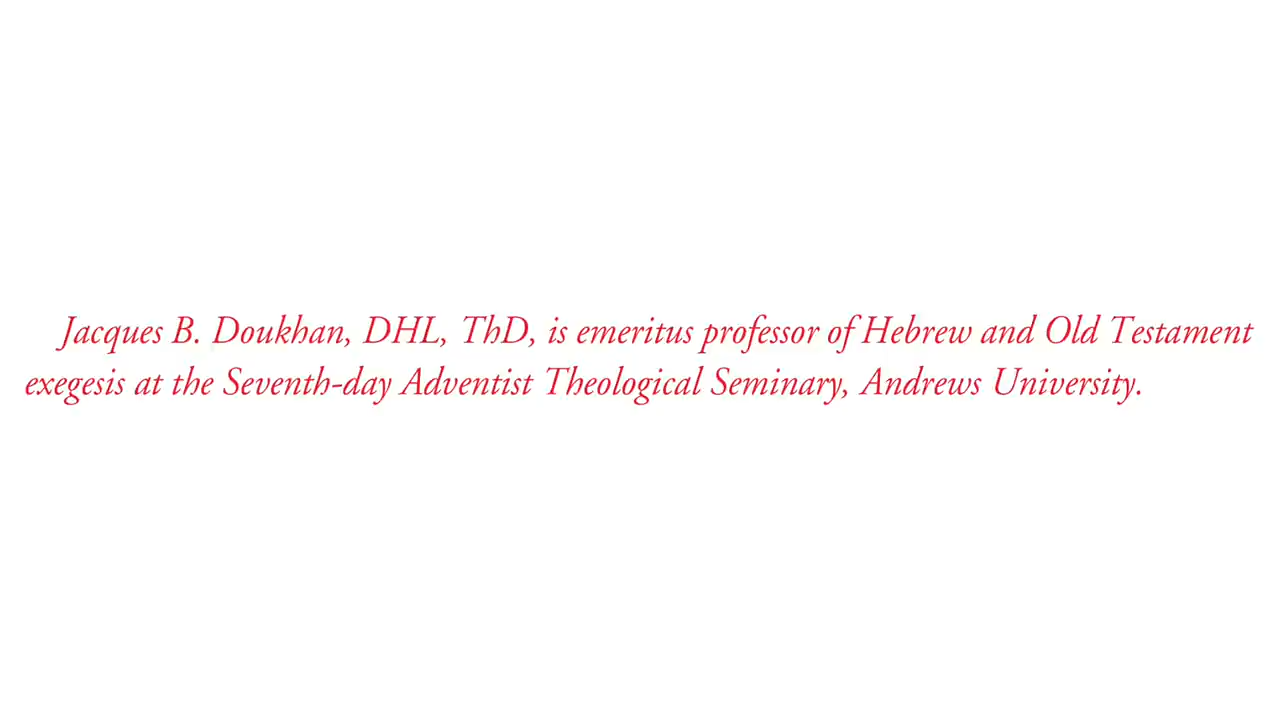 Jacques B. Doukhan, DHL, ThD, is emeritus professor of Hebrew and Old Testament
exegesis at the Seventh-day Adventist Theological Seminary, Andrews University.